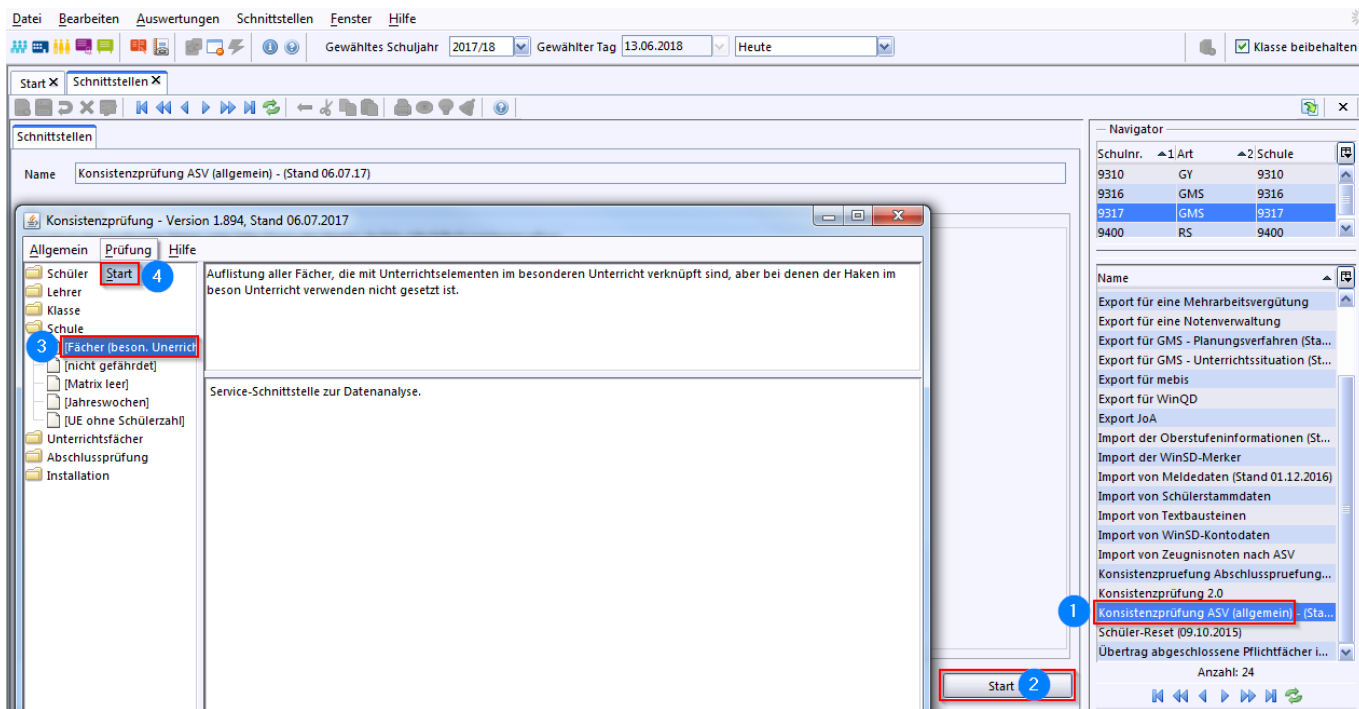 Datei Bearbeiten Auswertungen Schnittstellen Fenster Hilfe
Gewähltes Schuljahr 2017/18 Gewählter Tag 13.06.2018 Heute Klasse beibehalten
Start Schnittstellen
Schnittstellen
Name Konsistenzprüfung ASV (allgemein) - (Stand 06.07.17)
Konsistenzprüfung - Version 1.894, Stand 06.07.2017
Allgemein Prüfung Hilfe
Start 4
Schüler
Lehrer
Klasse
Schule
3 [Fächer (beson. Unerrich
[nicht gefährdet]
[Matrix leer]
[Jahreswochen]
[UE ohne Schülerzahl]
Unterrichtsfächer
Abschlussprüfung
Installation
Auflistung aller Fächer, die mit Unterrichtselementen im besonderen Unterricht verknüpft sind, aber bei denen der Haken im
beson Unterricht verwenden nicht gesetzt ist.
Service-Schnittstelle zur Datenanalyse.
Start 2
Navigator
Schulnr. 1 Art 2 Schule
9310 GY 9310
9316 GMS 9316
9317 GMS 9317
9400 RS 9400
Name
Export für eine Mehrarbeitsvergütung
Export für eine Notenverwaltung
Export für GMS - Planungsverfahren (Sta...
Export für GMS - Unterrichtssituation (St...
Export für mebis
Export für WinQD
Export JoA
Import der Oberstufeninformationen (St...
Import der WinSD-Merker
Import von Meldedaten (Stand 01.12.2016)
Import von Schülerstammdaten
Import von Textbausteinen
Import von WinSD-Kontodaten
Import von Zeugnisnoten nach ASV
Konsistenzpruefung Abschlusspruefung...
Konsistenzprüfung 2.0
1 Konsistenzprüfung ASV (allgemein) - (Sta...
Schüler-Reset (09.10.2015)
Übertrag abgeschlossene Pflichtfächer i...
Anzahl: 24